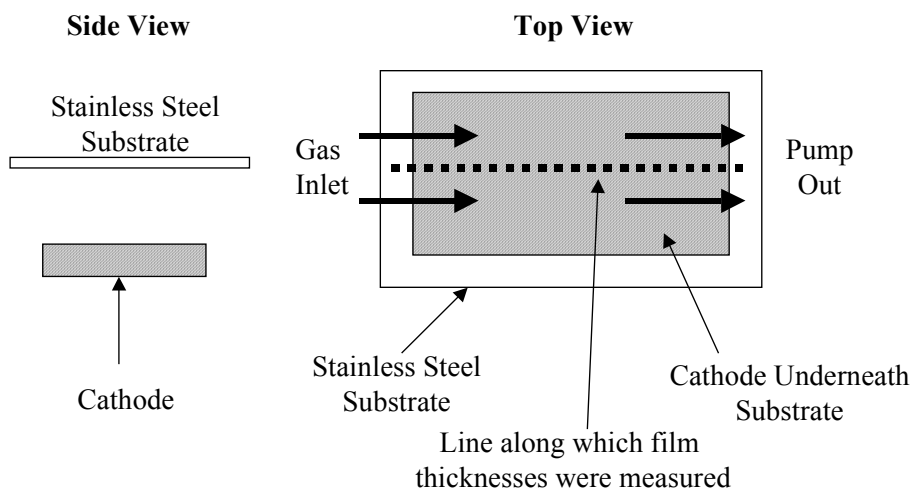 Side View
Top View
Stainless Steel
Substrate
Gas
Inlet
Pump
Out
Cathode
Stainless Steel
Substrate
Line along which film
thicknesses were measured
Cathode Underneath
Substrate